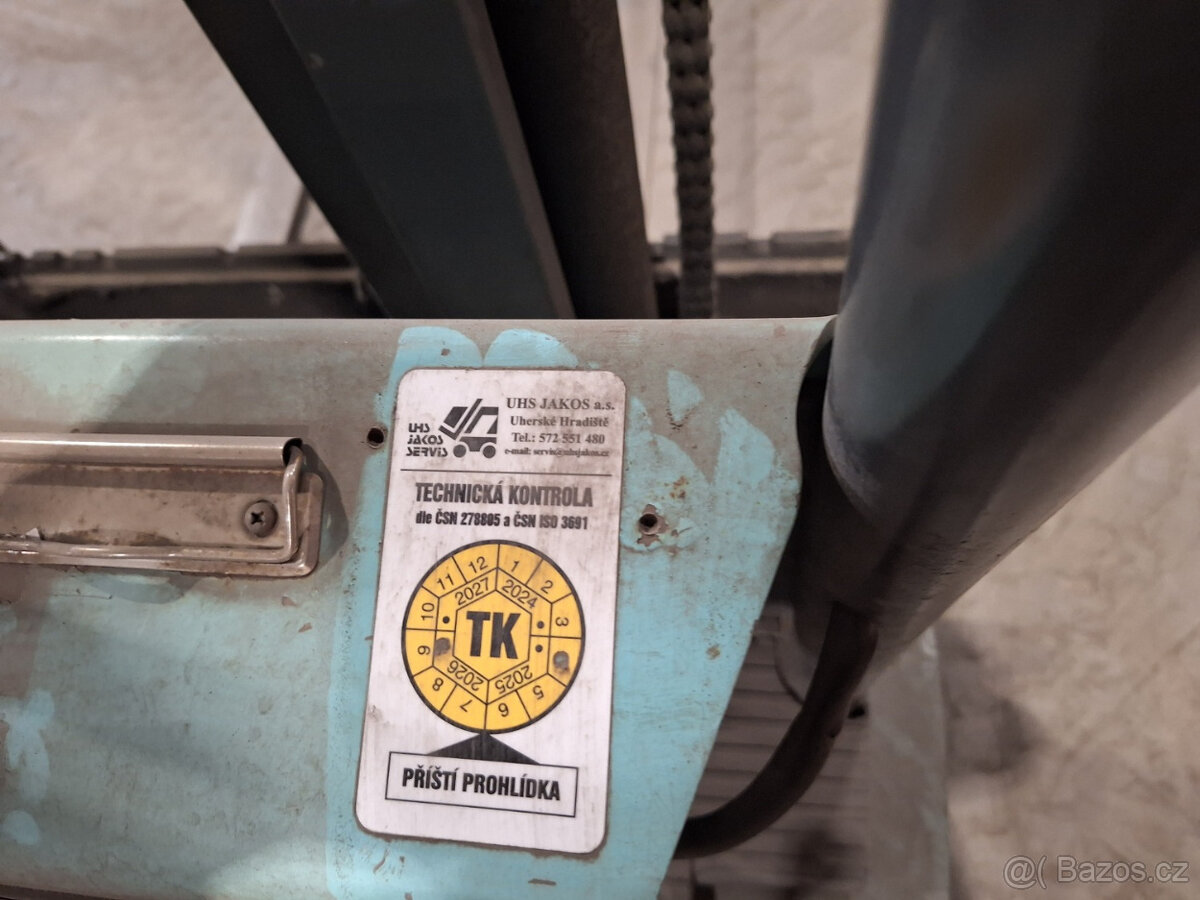 UHS
JAKOS
SERVIS
UHS JAKOS a.s.
Uherské Hradiště
Tel.: 572 551 480
e-mail: servis@uhsjakos.cz
TECHNICKÁ KONTROLA
dle ČSN 278805 a ČSN ISO 3691
1
2
3
5
6
7
8
9
10
11
12
2024
2025
2026
2027
TK
PŘÍŠTÍ PROHLÍDKA
@( Bazos.cz